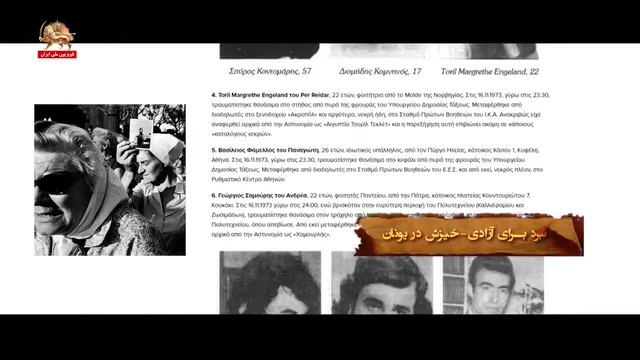 تلویزیون ملی ایران
Σπύρος Κοντομάρης, 57
Διομήδης Κομνηνός, 17
Toril Margrethe Engeland, 22
4. Toril Margrethe Engeland του Per Reidar, 22 ετών, φοιτήτρια από το Molde της Νορβηγίας. Στις 16.11.1973, γύρω στις 23.30,
τραυματίστηκε θανάσιμα στο στήθος από πυρά της φρουράς του Υπουργείου Δημοσίας Τάξεως. Μεταφέρθηκε από
διαδηλωτές στο ξενοδοχείο «Ακροπόλ» και αργότερα, νεκρή ήδη, στο Σταθμό Πρώτων Βοηθειών του Ι.Κ.Α. Ανακριβώς είχε
αναφερθεί αρχικά από την Αστυνομία ως «Αιγυπτία Τουρίλ Τεκλέτ» και η παρεξήγηση αυτή επιβιώνει ακόμα σε κάποιους
«καταλόγους νεκρών».
5. Βασίλειος Φάμελλος του Παναγιώτη, 26 ετών, ιδιωτικός υπάλληλος, από τον Πύργο Ηλείας, κάτοικος Κάσου 1, Κυψέλη,
Αθήνα. Στις 16.11.1973, γύρω στις 23.30, τραυματίστηκε θανάσιμα στο κεφάλι από πυρά της φρουράς του Υπουργείου
Δημοσίας Τάξεως. Μεταφέρθηκε από διαδηλωτές στο Σταθμό Πρώτων Βοηθειών του Ε.Ε.Σ. και από εκεί, νεκρός πλέον, στο
Ρυθμιστικό Κέντρο Αθηνών
6. Γεώργιος Σαμούρης του Ανδρέα, 22 ετών, φοιτητής Παντείου, από την Πάτρα, κάτοικος πλατείας Κουντουριώτου 7,
Κουκάκι. Στις 16.11.1973 γύρω στις 24.00, ενώ βρισκόταν στην ευρύτερη περιοχή του Πολυτεχνείου (Καλλιδρομίου και
Ζωσιμάδων), τραυματίστηκε θανάσιμα στον τράχηλο από
Πολυτεχνείου, όπου απεβίωσε. Από εκεί μεταφέρθηκε
αρχικά από την Αστυνομία ως «Χαμουρλής».
نبرد برای آزادی-خیزش در یونان